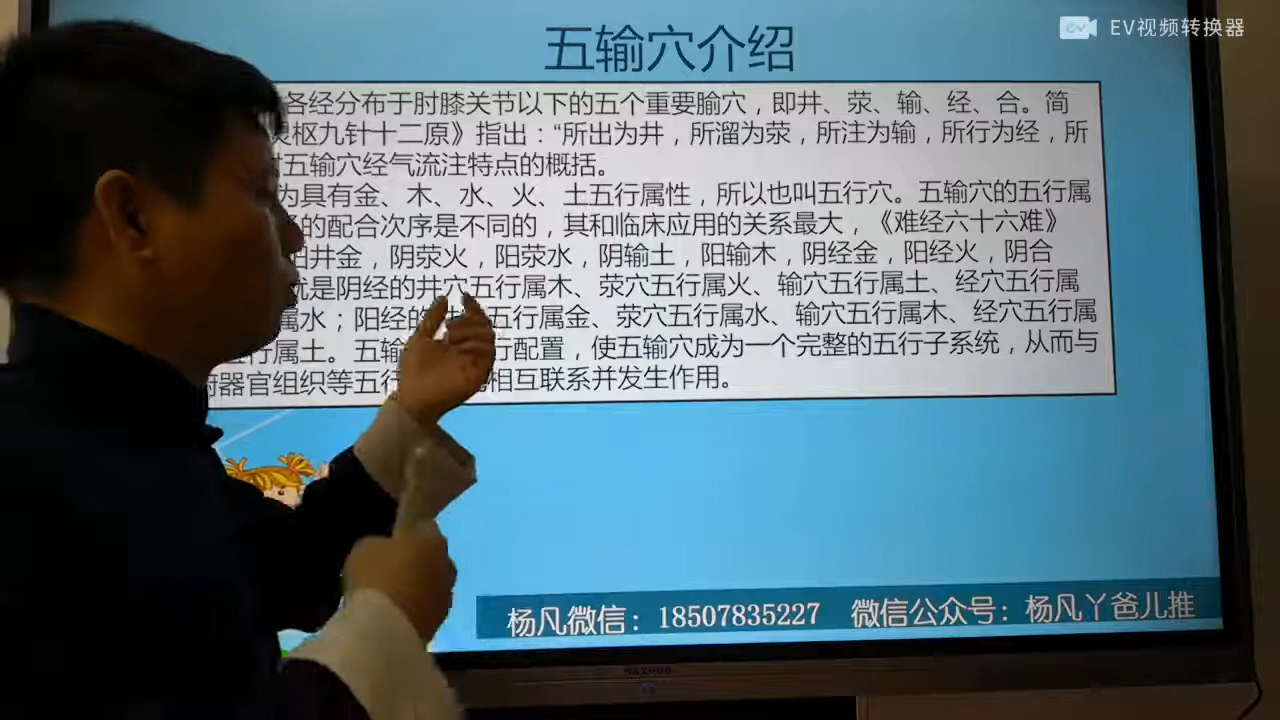 EV视频转换器
五输穴介绍
各经分布于肘膝关节以下的五个重要腧穴，即井、荥、输、经、合。简
灵枢九针十二原》指出：“所出为井，所溜为荥，所注为输，所行为经，所
五输穴经气流注特点的概括。
为具有金、木、水、火、土五行属性，所以也叫五行穴。五输穴的五行属
的配合次序是不同的，其和临床应用的关系最大，《难经六十六难》
阳井金，阴荥火，阳荥水，阴输土，阳输木，阴经金，阳经火，阴合
就是阴经的井穴五行属木、荥穴五行属火、输穴五行属土、经穴五行属
属水；阳经的 五行属金、荥穴五行属水、输穴五行属木、经穴五行属
行属土。五输 行配置，使五输穴成为一个完整的五行子系统，从而与
腑器官组织等五行 相互联系并发生作用。
杨凡微信：18507835227 微信公众号：杨凡丫爸儿推